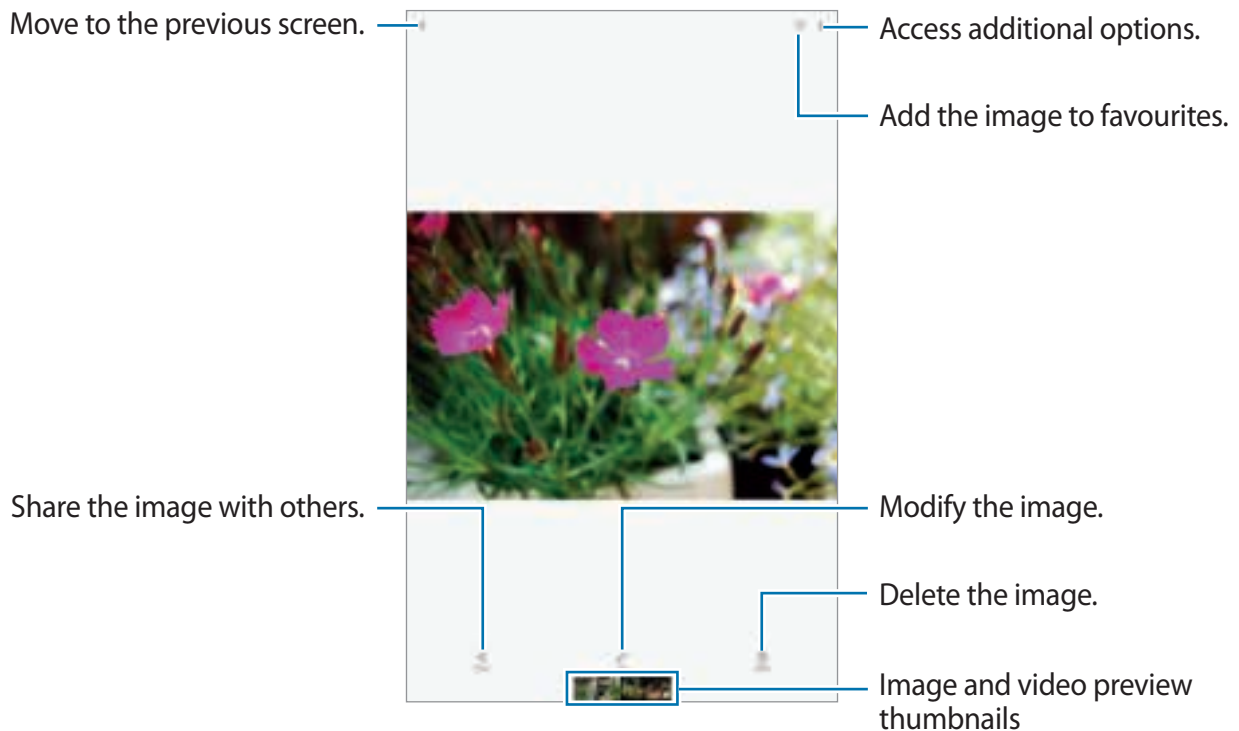 Move to the previous screen.
Access additional options.
Add the image to favourites.
Share the image with others.
Modify the image.
Delete the image.
Image and video preview
thumbnails